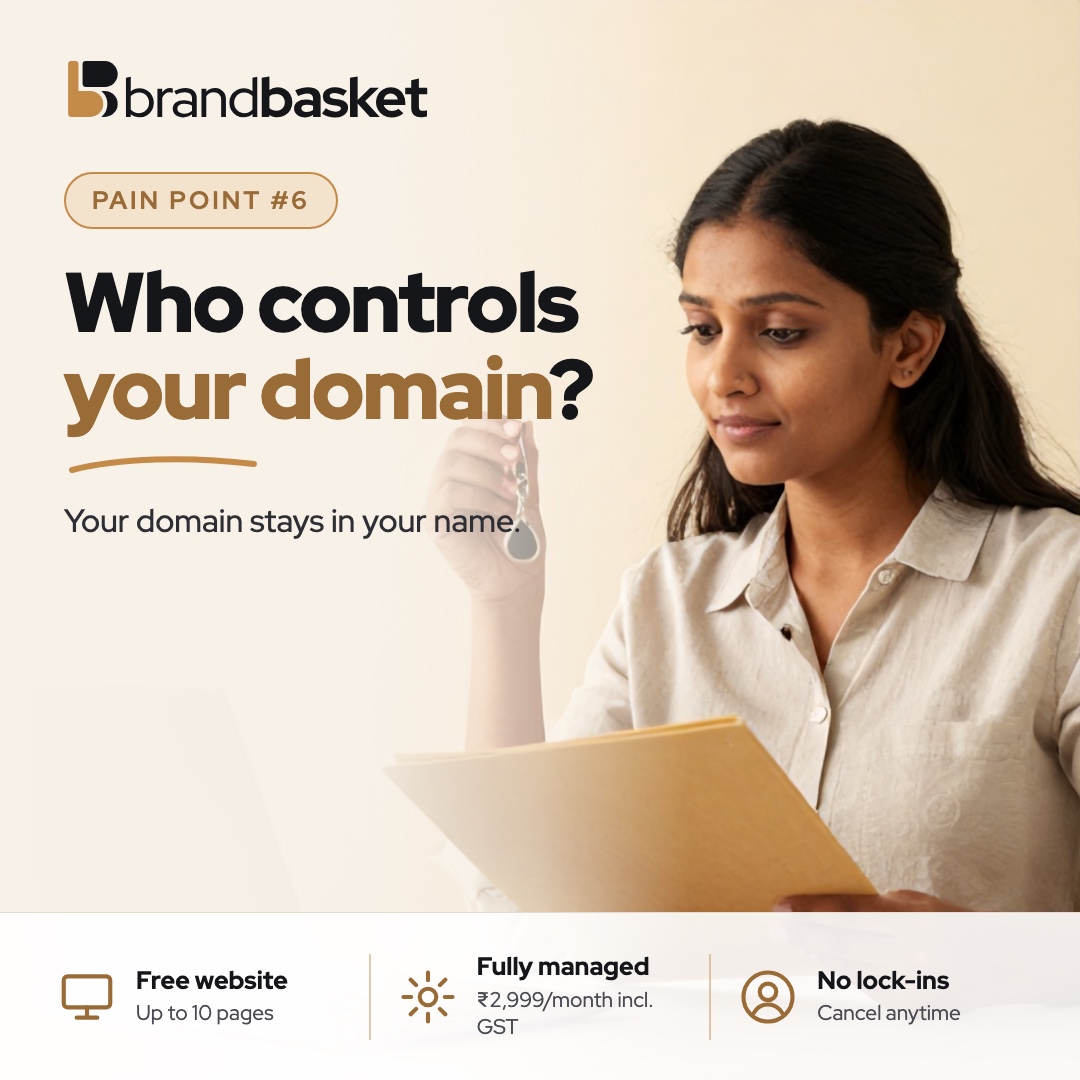 brandbasket
PAIN POINT #6
Who controls
your domain?
Your domain stays in your name.
Free website
Up to 10 pages
Fully managed
₹2,999/month incl.
GST
No lock-ins
Cancel anytime